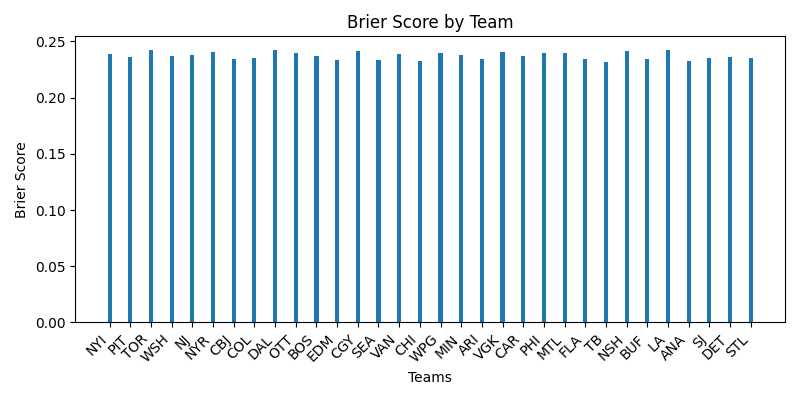 Brier Score by Team
Brier Score
0.25
0.20
0.15
0.10
0.05
0.00
NYI PIT TOR WSH NJ NYR CBJ COL DAL OTT BOS EDM CGY SEA VAN CHI WPG MIN ARI VGK CAR PHI MTL FLA TB NSH BUF LA ANA SJ DET STL
Teams